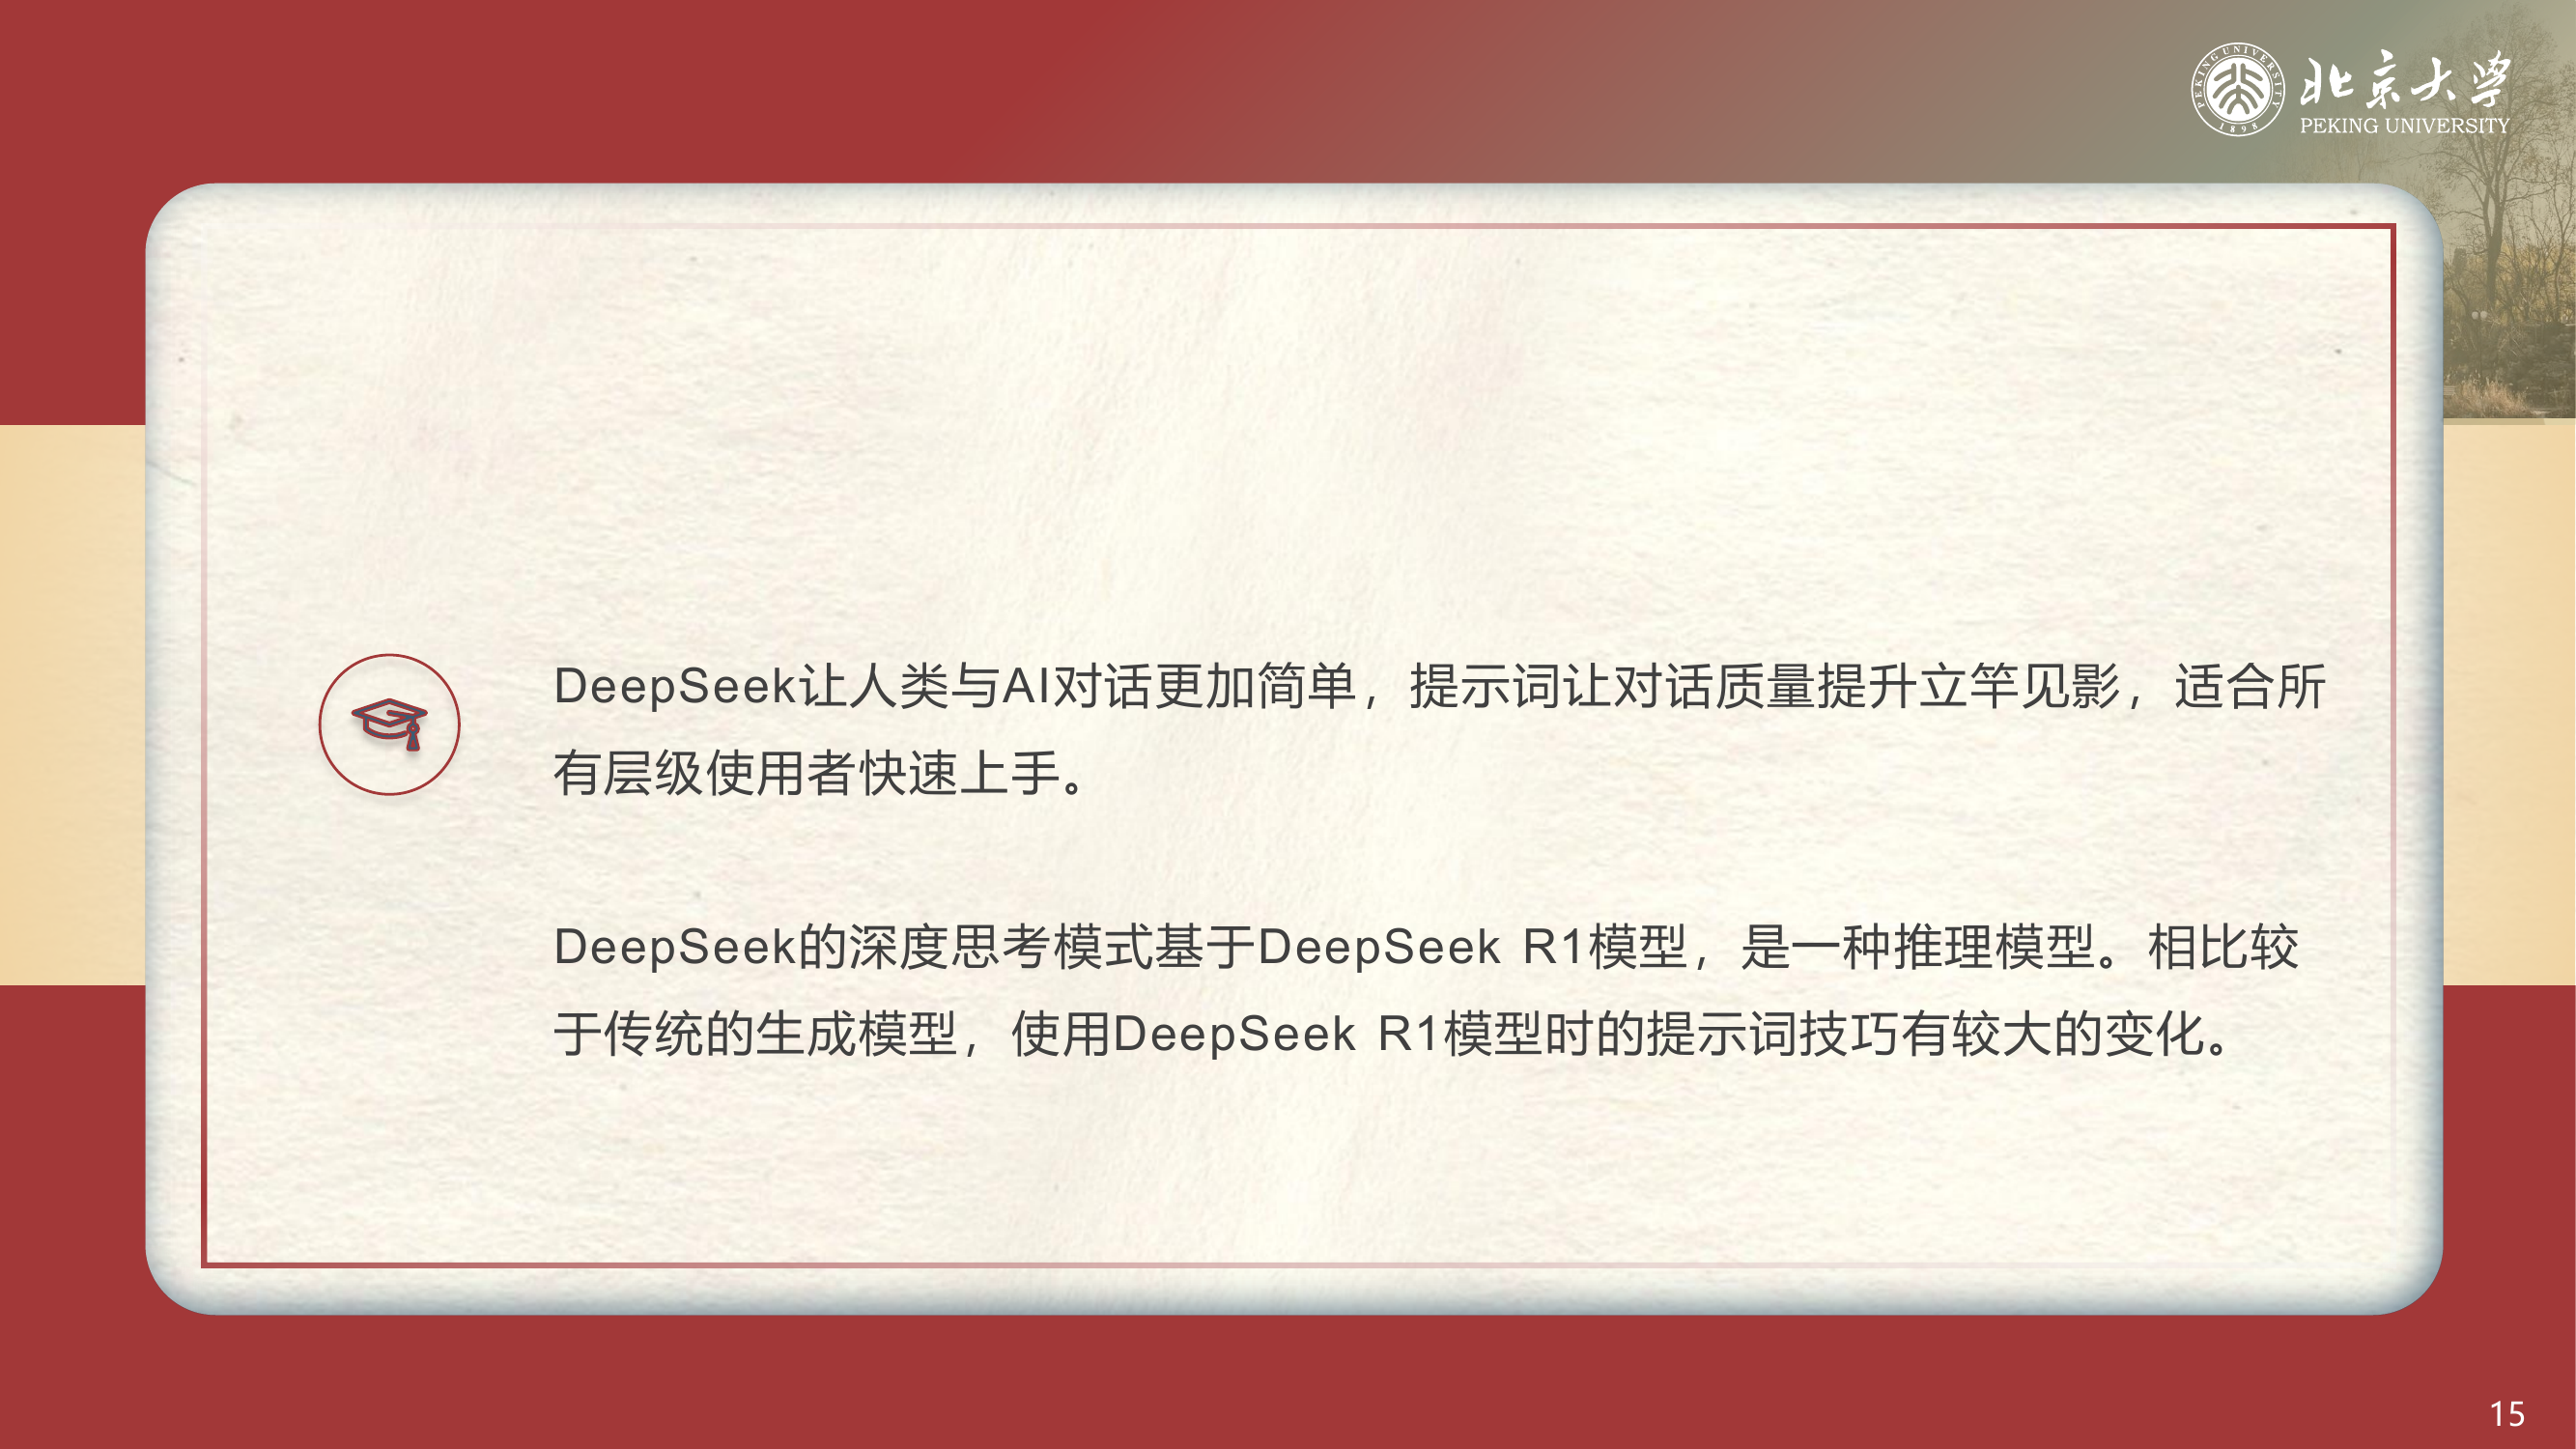 PEKING UNIVERSITY
1898
北京大学
PEKING UNIVERSITY
DeepSeek让人类与AI对话更加简单，提示词让对话质量提升立竿见影，适合所
有层级使用者快速上手。
DeepSeek的深度思考模式基于DeepSeek R1模型，是一种推理模型。相比较
于传统的生成模型，使用DeepSeek R1模型时的提示词技巧有较大的变化。
15